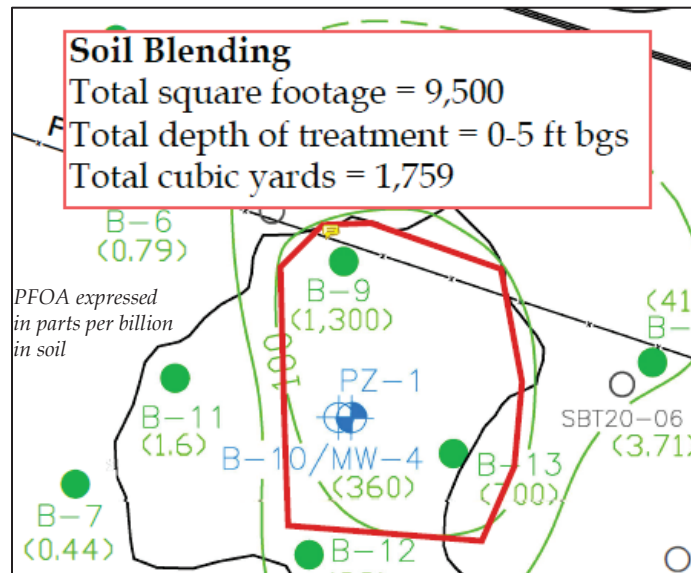 Soil Blending
Total square footage = 9,500
Total depth of treatment = 0-5 ft bgs
Total cubic yards = 1,759
B-6
(0.79)
B-9
(1,300)
PFOA expressed
in parts per billion
in soil
100
(41
B-
PZ-1
SBT20-06
(3.71)
B-11
(1.6)
B-10/MW-4
(360)
B-13
(700)
B-7
(0.44)
B-12